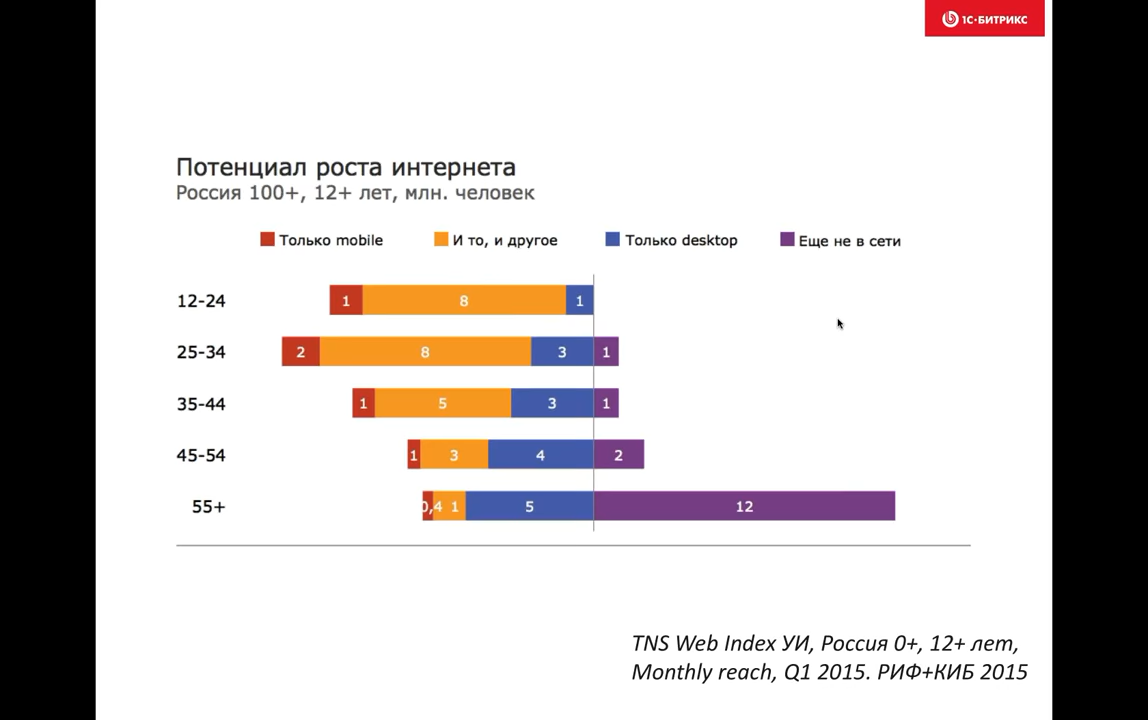 1С-БИТРИКС
Потенциал роста интернета
Россия 100+, 12+ лет, млн. человек
Только mobile И то, и другое Только desktop Еще не в сети
12-24 1 8 1
25-34 2 8 3 1
35-44 1 5 3 1
45-54 1 3 4 2
55+ 0,4 1 5 12
TNS Web Index УИ, Россия 0+, 12+ лет,
Monthly reach, Q1 2015. РИФ+КИБ 2015